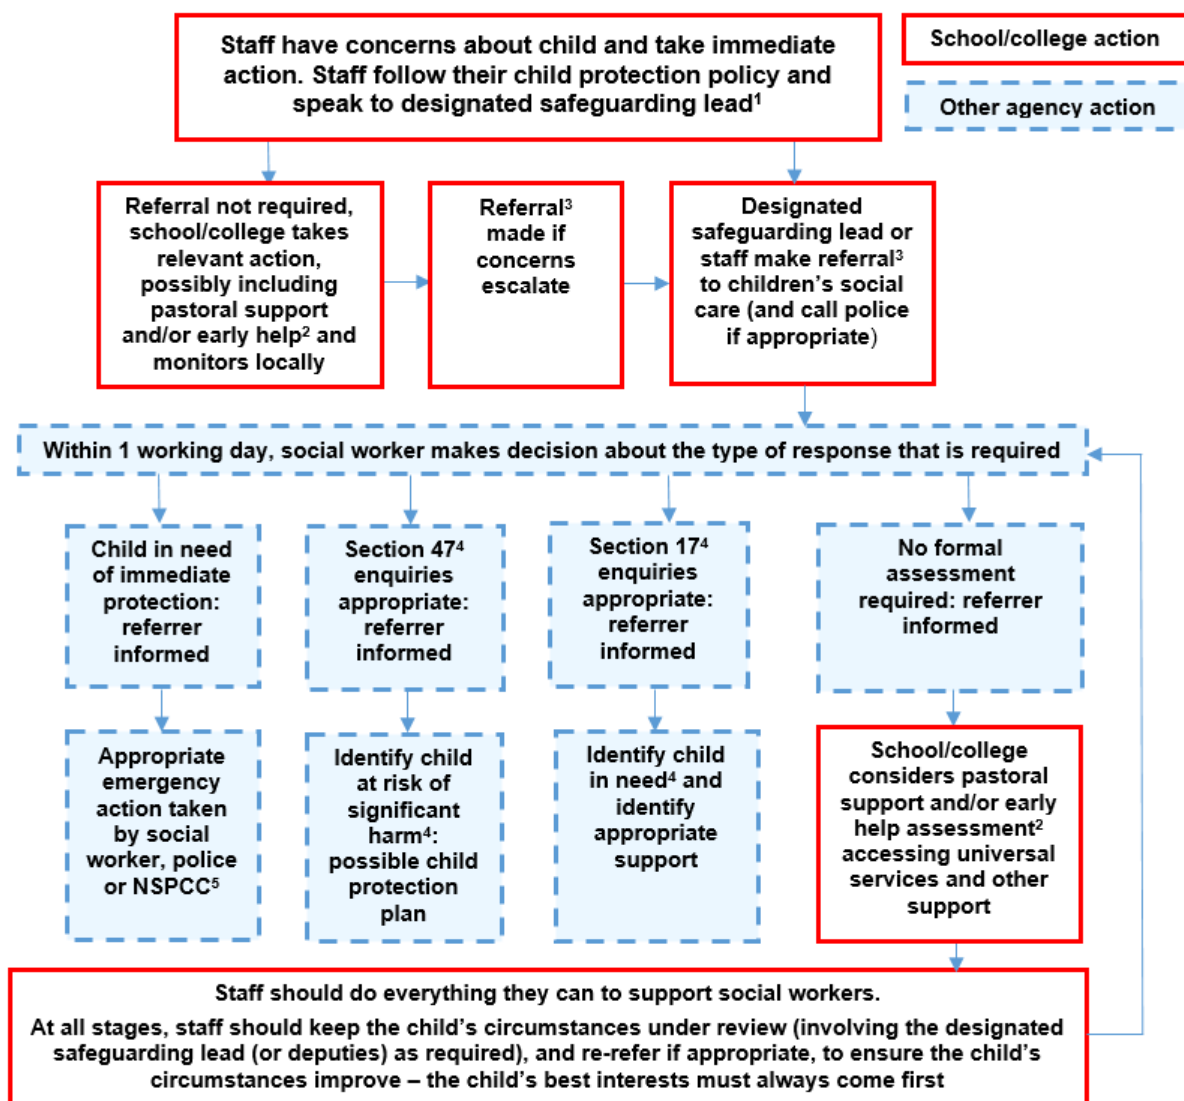 Staff have concerns about child and take immediate
action. Staff follow their child protection policy and
speak to designated safeguarding lead¹
School/college action
Other agency action
Referral not required,
school/college takes
relevant action,
possibly including
pastoral support
and/or early help² and
monitors locally
Referral³
made if
concerns
escalate
Designated
safeguarding lead or
staff make referral³
to children’s social
care (and call police
if appropriate)
Within 1 working day, social worker makes decision about the type of response that is required
Child in need
of immediate
protection:
referrer
informed
Section 47⁴
enquiries
appropriate:
referrer
informed
Section 17⁴
enquiries
appropriate:
referrer
informed
No formal
assessment
required: referrer
informed
Appropriate
emergency
action taken
by social
worker, police
or NSPCC⁵
Identify child
at risk of
significant
harm⁴:
possible child
protection
plan
Identify child
in need⁴ and
identify
appropriate
support
School/college
considers pastoral
support and/or early
help assessment²
accessing universal
services and other
support
Staff should do everything they can to support social workers.
At all stages, staff should keep the child’s circumstances under review (involving the designated
safeguarding lead (or deputies) as required), and re-refer if appropriate, to ensure the child’s
circumstances improve – the child’s best interests must always come first